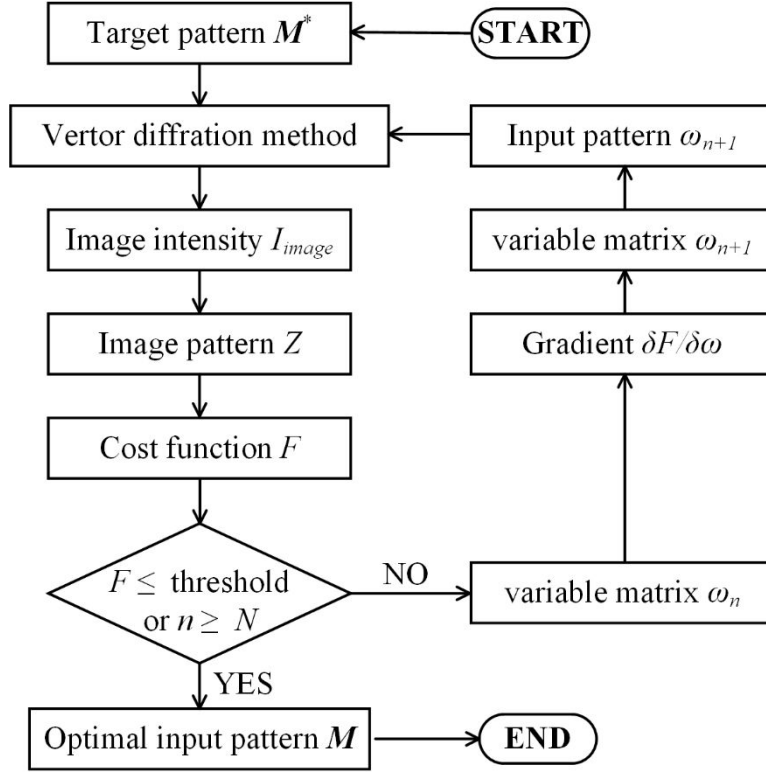 Target pattern M*
START
Vertor diffration method
Input pattern ωn+1
Image intensity Iimage
variable matrix ωn+1
Image pattern Z
Gradient δF/δω
Cost function F
F ≤ threshold
or n ≥ N
NO
variable matrix ωn
YES
Optimal input pattern M
END